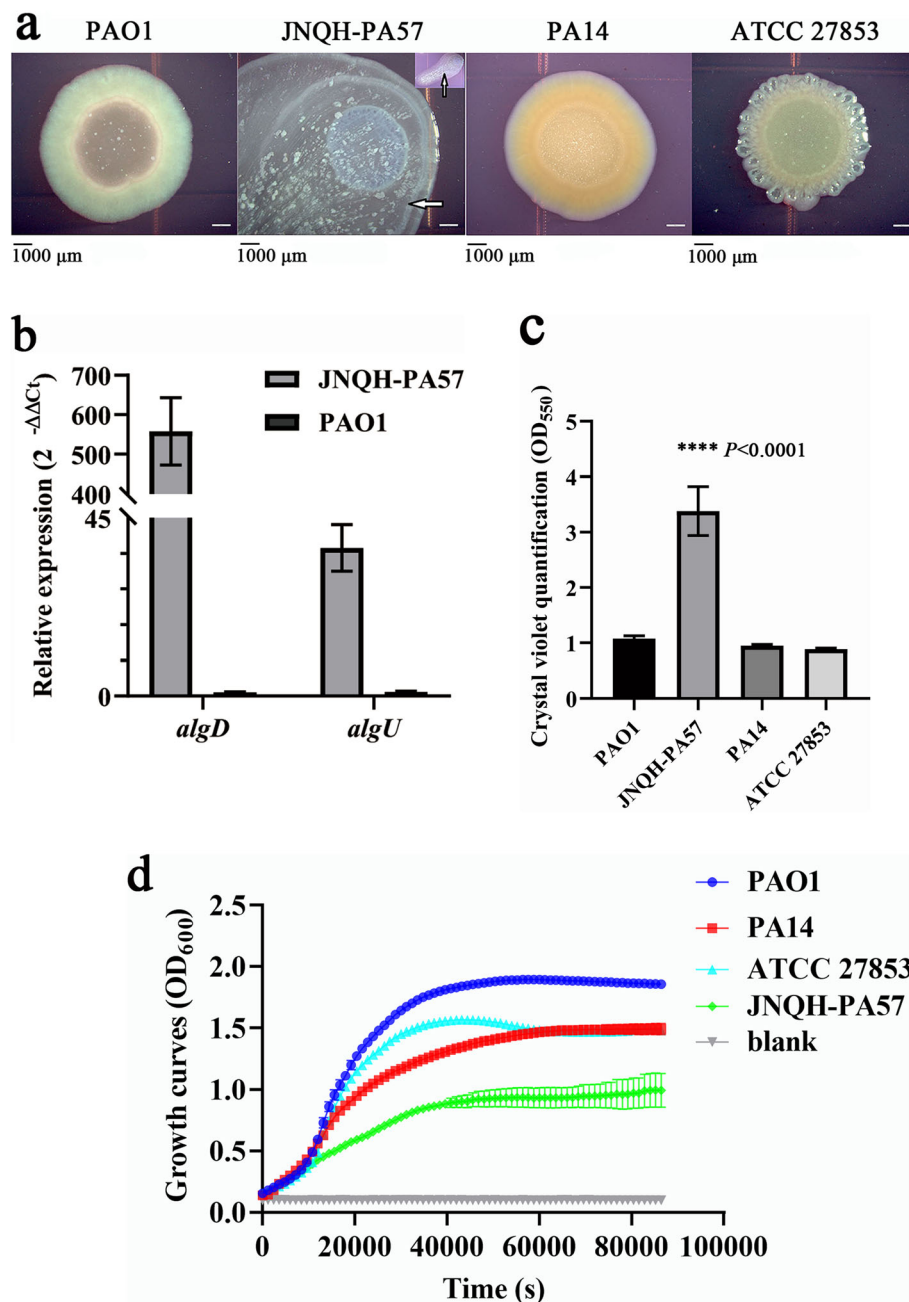 a
PAO1 JNQH-PA57 PA14 ATCC 27853
1000 μm 1000 μm 1000 μm 1000 μm
b
Relative expression (2 -ΔΔCt)
700
600
500
400
45
0
JNQH-PA57
PAO1
algD algU
c
Crystal violet quantification (OD550)
5
4
3
2
1
0
**** P<0.0001
PAO1
JNQH-PA57
PA14
ATCC 27853
d
Growth curves (OD600)
2.5
2.0
1.5
1.0
0.5
0.0
0 20000 40000 60000 80000 100000
Time (s)
PAO1
PA14
ATCC 27853
JNQH-PA57
blank